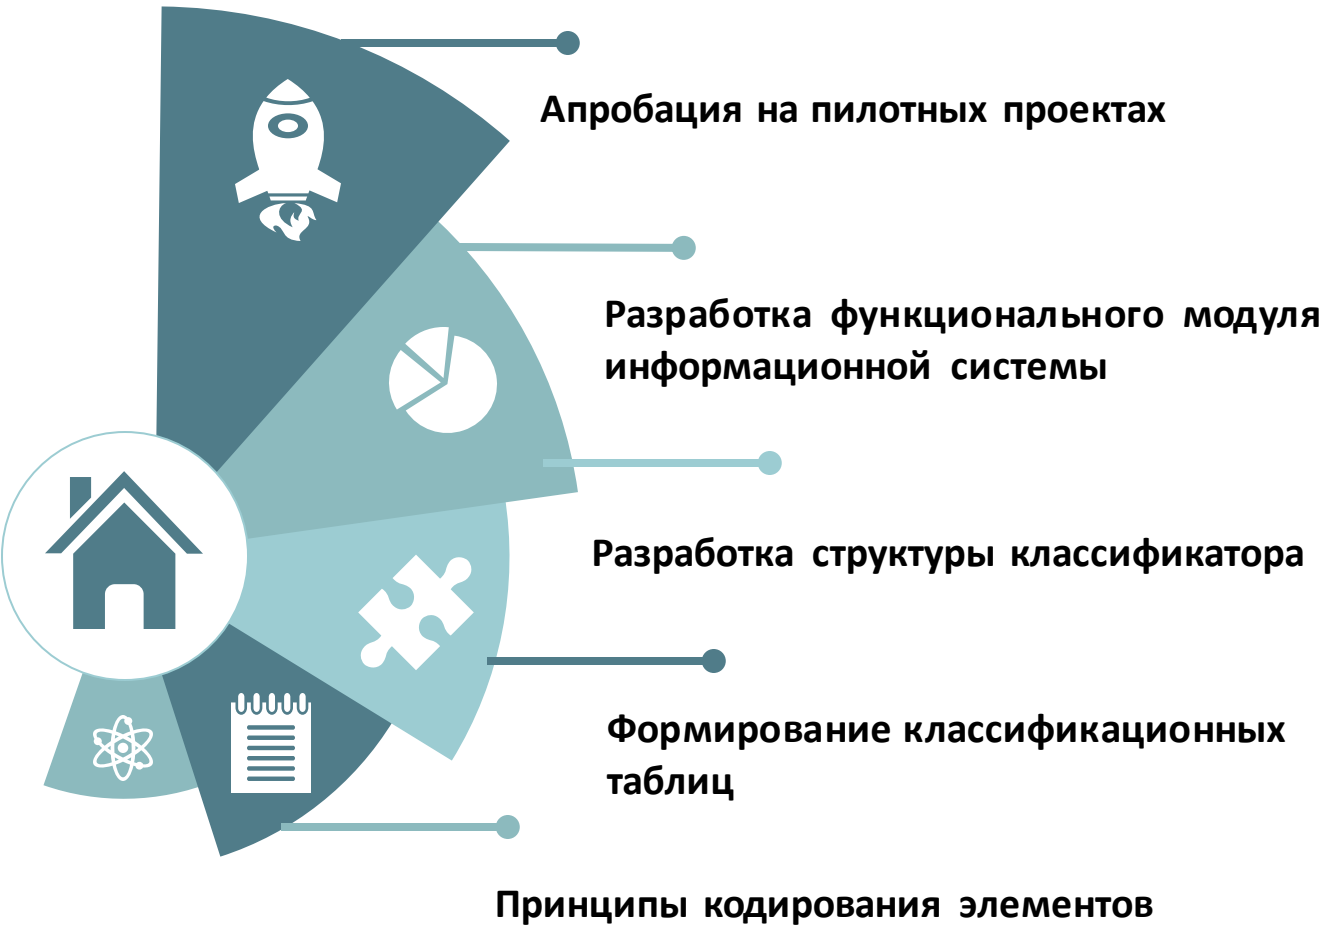 Апробация на пилотных проектах
Разработка функционального модуля
информационной системы
Разработка структуры классификатора
Формирование классификационных
таблиц
Принципы кодирования элементов